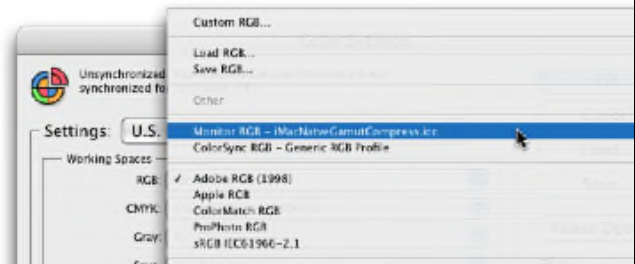 Custom RGB...
Load RGB...
Save RGB...
Other
Unsynchronized
synchronized fo
Settings: U.S.
Monitor RGB - iMacNatveGamutCompress.icc
ColorSync RGB - Generic RGB Profile
Working Spaces
RGB: ✓ Adobe RGB (1998)
Apple RGB
CMYK: ColorMatch RGB
ProPhoto RGB
Gray: sRGB IEC61966-2.1